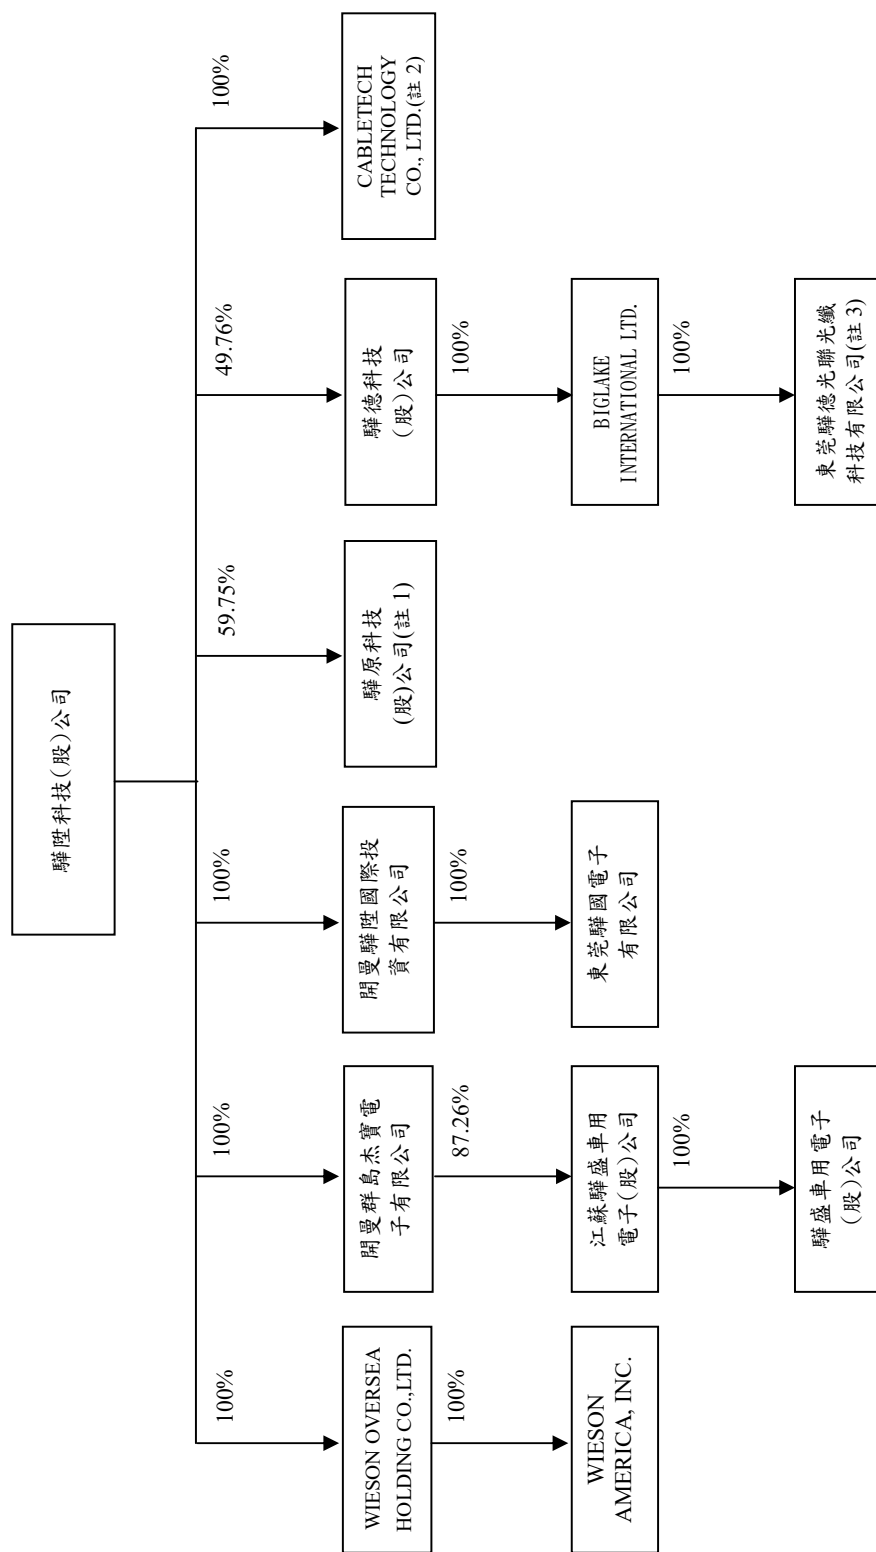 驊陞科技(股)公司
100%
100%
100%
59.75%
49.76%
100%
WIESON OVERSEA
HOLDING CO.,LTD.
開曼群島杰寶電
子有限公司
開曼驊陞國際投
資有限公司
驊原科技
(股)公司(註 1)
驊德科技
(股)公司
CABLETECH
TECHNOLOGY
CO., LTD.(註 2)
100%
87.26%
100%
100%
WIESON
AMERICA, INC.
江蘇驊盛車用
電子(股)公司
東莞驊國電子
有限公司
BIGLAKE
INTERNATIONAL LTD.
100%
100%
驊盛車用電子
(股)公司
東莞驊德光聯光纖
科技有限公司(註 3)